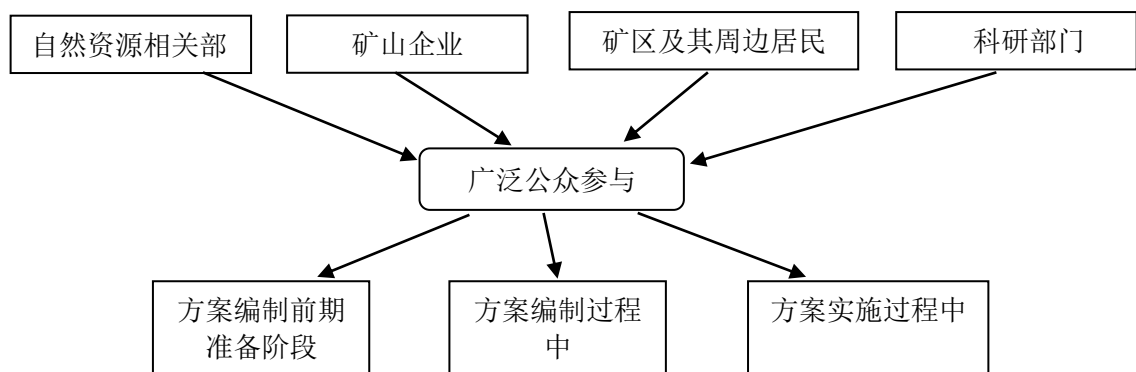 自然资源相关部
矿山企业
矿区及其周边居民
科研部门
广泛公众参与
方案编制前期
准备阶段
方案编制过程
中
方案实施过程中